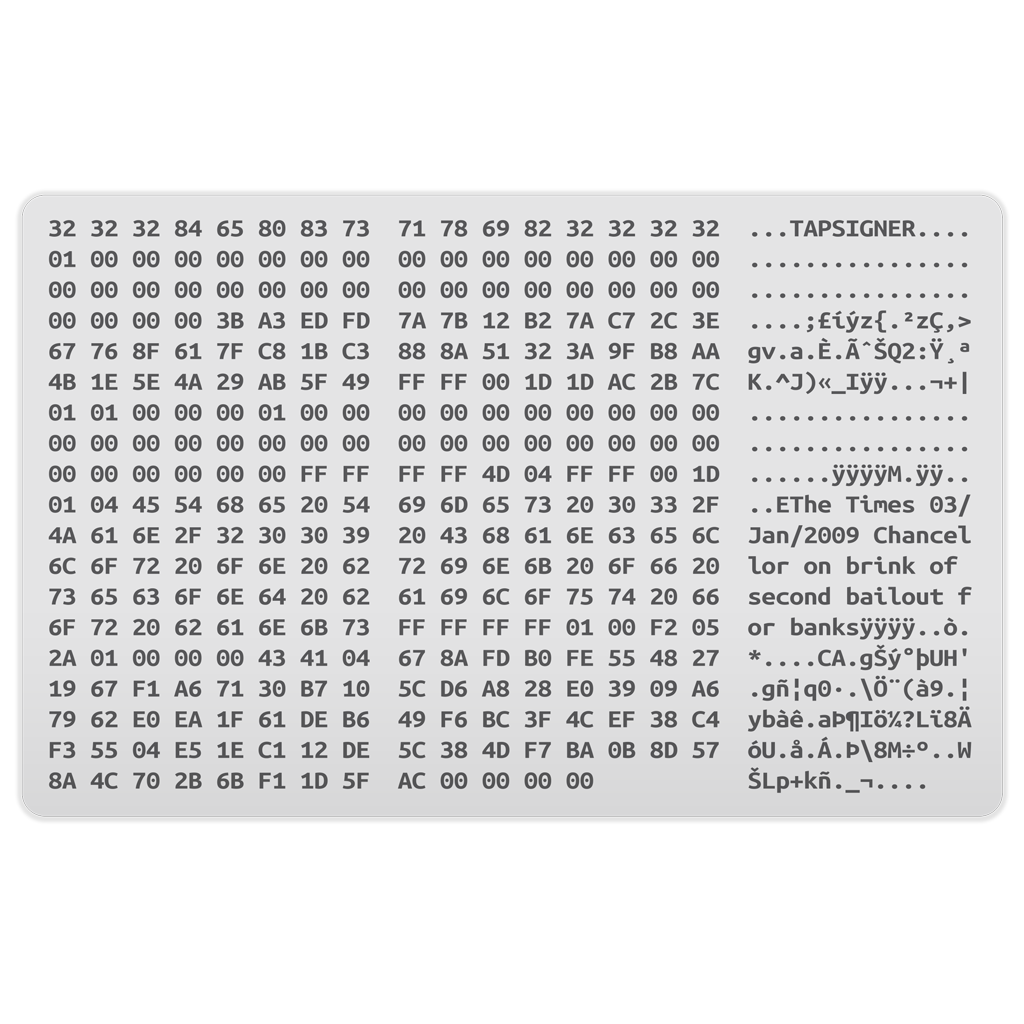 32 32 32 84 65 80 83 73 71 78 69 82 32 32 32 32 ...TAPSIGNER....
01 00 00 00 00 00 00 00 00 00 00 00 00 00 00 00 ................
00 00 00 00 00 00 00 00 00 00 00 00 00 00 00 00 ................
00 00 00 00 3B A3 ED FD 7A 7B 12 B2 7A C7 2C 3E ....;£íýz{.²zÇ,>
67 76 8F 61 7F C8 1B C3 88 8A 51 32 3A 9F B8 AA gv.a.È.ÃˆŠQ2:Ÿ¸ª
4B 1E 5E 4A 29 AB 5F 49 FF FF 00 1D 1D AC 2B 7C K.^J)«_Iÿÿ...¬+|
01 01 00 00 00 01 00 00 00 00 00 00 00 00 00 00 ................
00 00 00 00 00 00 00 00 00 00 00 00 00 00 00 00 ................
00 00 00 00 00 00 FF FF FF FF 4D 04 FF FF 00 1D ......ÿÿÿÿM.ÿÿ..
01 04 45 54 68 65 20 54 69 6D 65 73 20 30 33 2F ..EThe Times 03/
4A 61 6E 2F 32 30 30 39 20 43 68 61 6E 63 65 6C Jan/2009 Chancel
6C 6F 72 20 6F 6E 20 62 72 69 6E 6B 20 6F 66 20 lor on brink of
73 65 63 6F 6E 64 20 62 61 69 6C 6F 75 74 20 66 second bailout f
6F 72 20 62 61 6E 6B 73 FF FF FF FF 01 00 F2 05 or banksÿÿÿÿ..ò.
2A 01 00 00 00 43 41 04 67 8A FD B0 FE 55 48 27 *....CA.gŠý°þUH'
19 67 F1 A6 71 30 B7 10 5C D6 A8 28 E0 39 09 A6 .gñ¦q0·.\Ö¨(à9.¦
79 62 E0 EA 1F 61 DE B6 49 F6 BC 3F 4C EF 38 C4 ybàê.aÞ¶Iö¼?Lï8Ä
F3 55 04 E5 1E C1 12 DE 5C 38 4D F7 BA 0B 8D 57 óU.å.Á.Þ\8M÷º..W
8A 4C 70 2B 6B F1 1D 5F AC 00 00 00 00 ŠLp+kñ._¬....